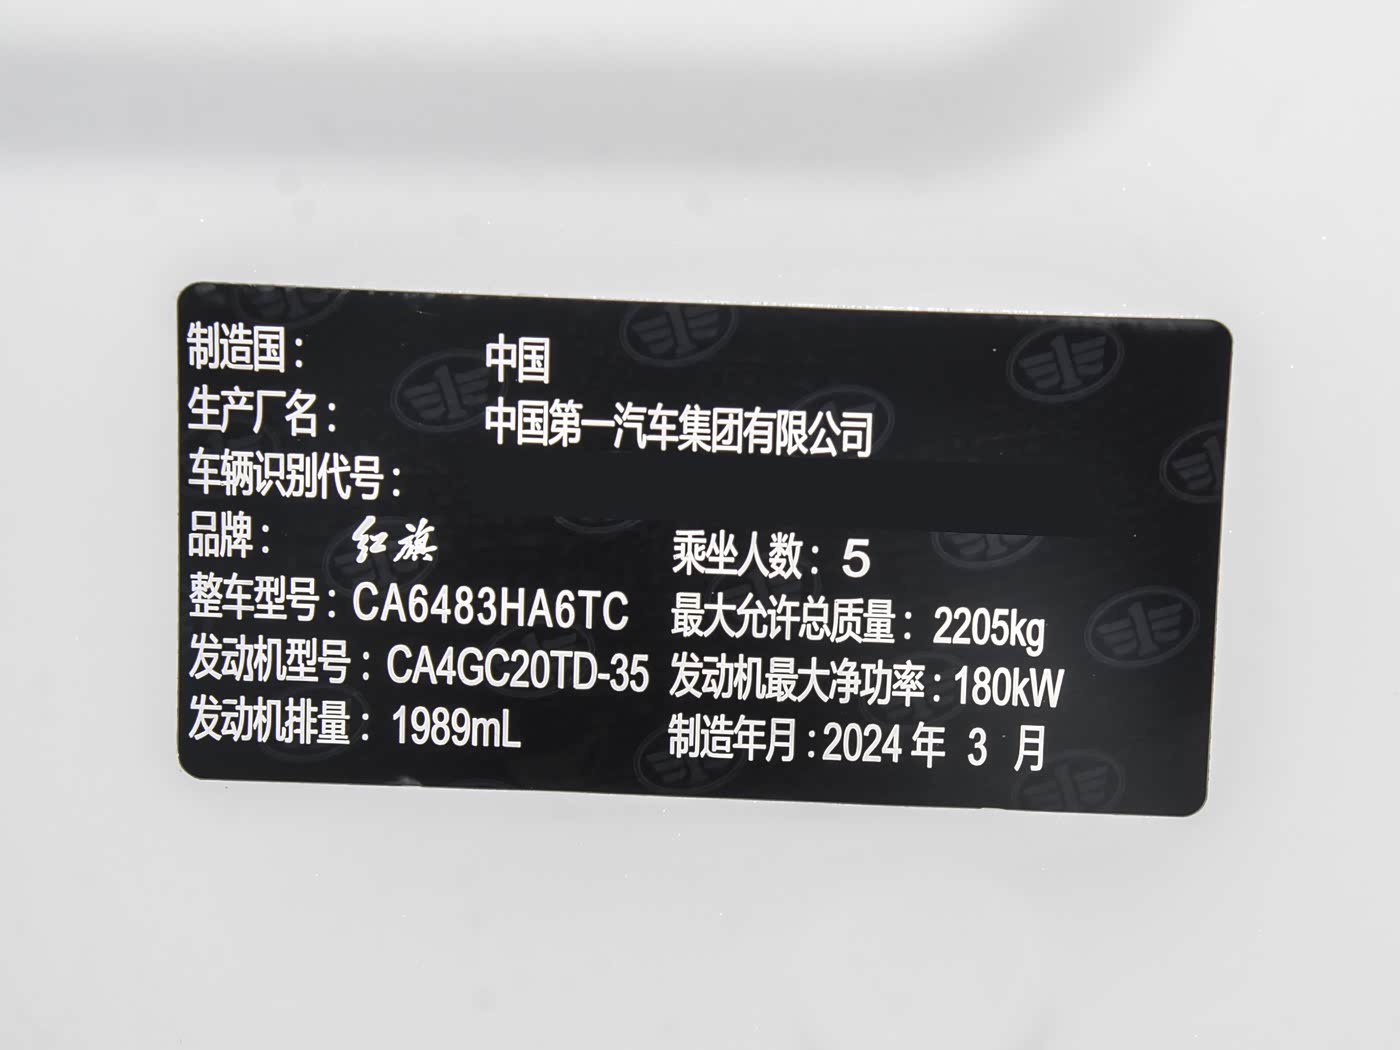 制造国： 中国
生产厂名： 中国第一汽车集团有限公司
车辆识别代号：
品牌： 红旗 乘坐人数：5
整车型号：CA6483HA6TC 最大允许总质量：2205kg
发动机型号：CA4GC20TD-35 发动机最大净功率：180kW
发动机排量：1989mL 制造年月：2024 年 3 月